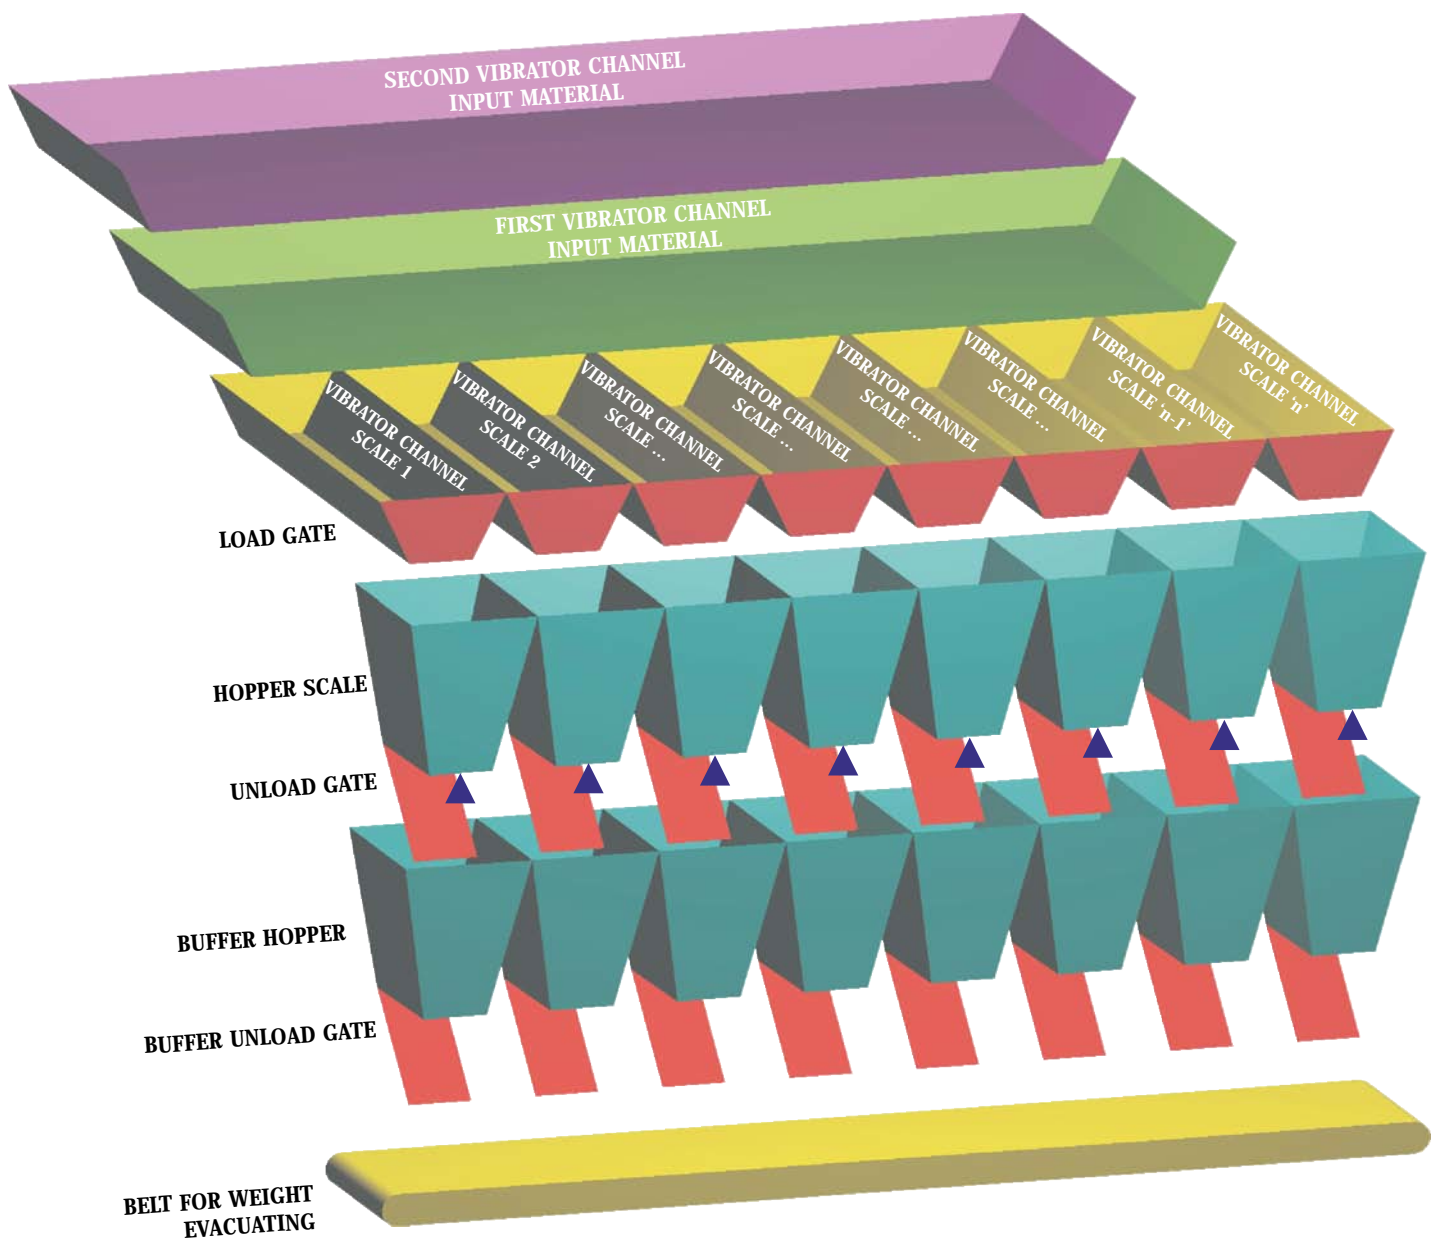 SECOND VIBRATOR CHANNEL
INPUT MATERIAL
FIRST VIBRATOR CHANNEL
INPUT MATERIAL
VIBRATOR CHANNEL
SCALE 1
VIBRATOR CHANNEL
SCALE 2
VIBRATOR CHANNEL
SCALE ...
VIBRATOR CHANNEL
SCALE ...
VIBRATOR CHANNEL
SCALE ...
VIBRATOR CHANNEL
SCALE ...
VIBRATOR CHANNEL
SCALE 'n-1'
VIBRATOR CHANNEL
SCALE 'n'
LOAD GATE
HOPPER SCALE
UNLOAD GATE
BUFFER HOPPER
BUFFER UNLOAD GATE
BELT FOR WEIGHT
EVACUATING